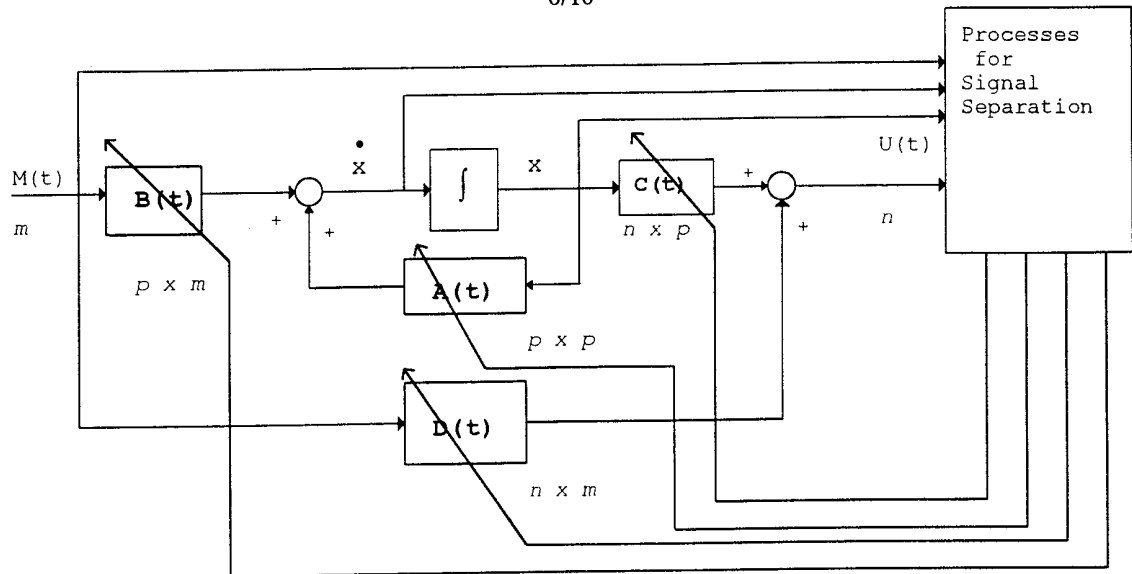 Processes
for
Signal
Separation
U(t)
M(t)
m
B(t)
p x m
+
+
ẋ
∫
x
C(t)
n x p
+
+
n
A(t)
p x p
D(t)
n x m